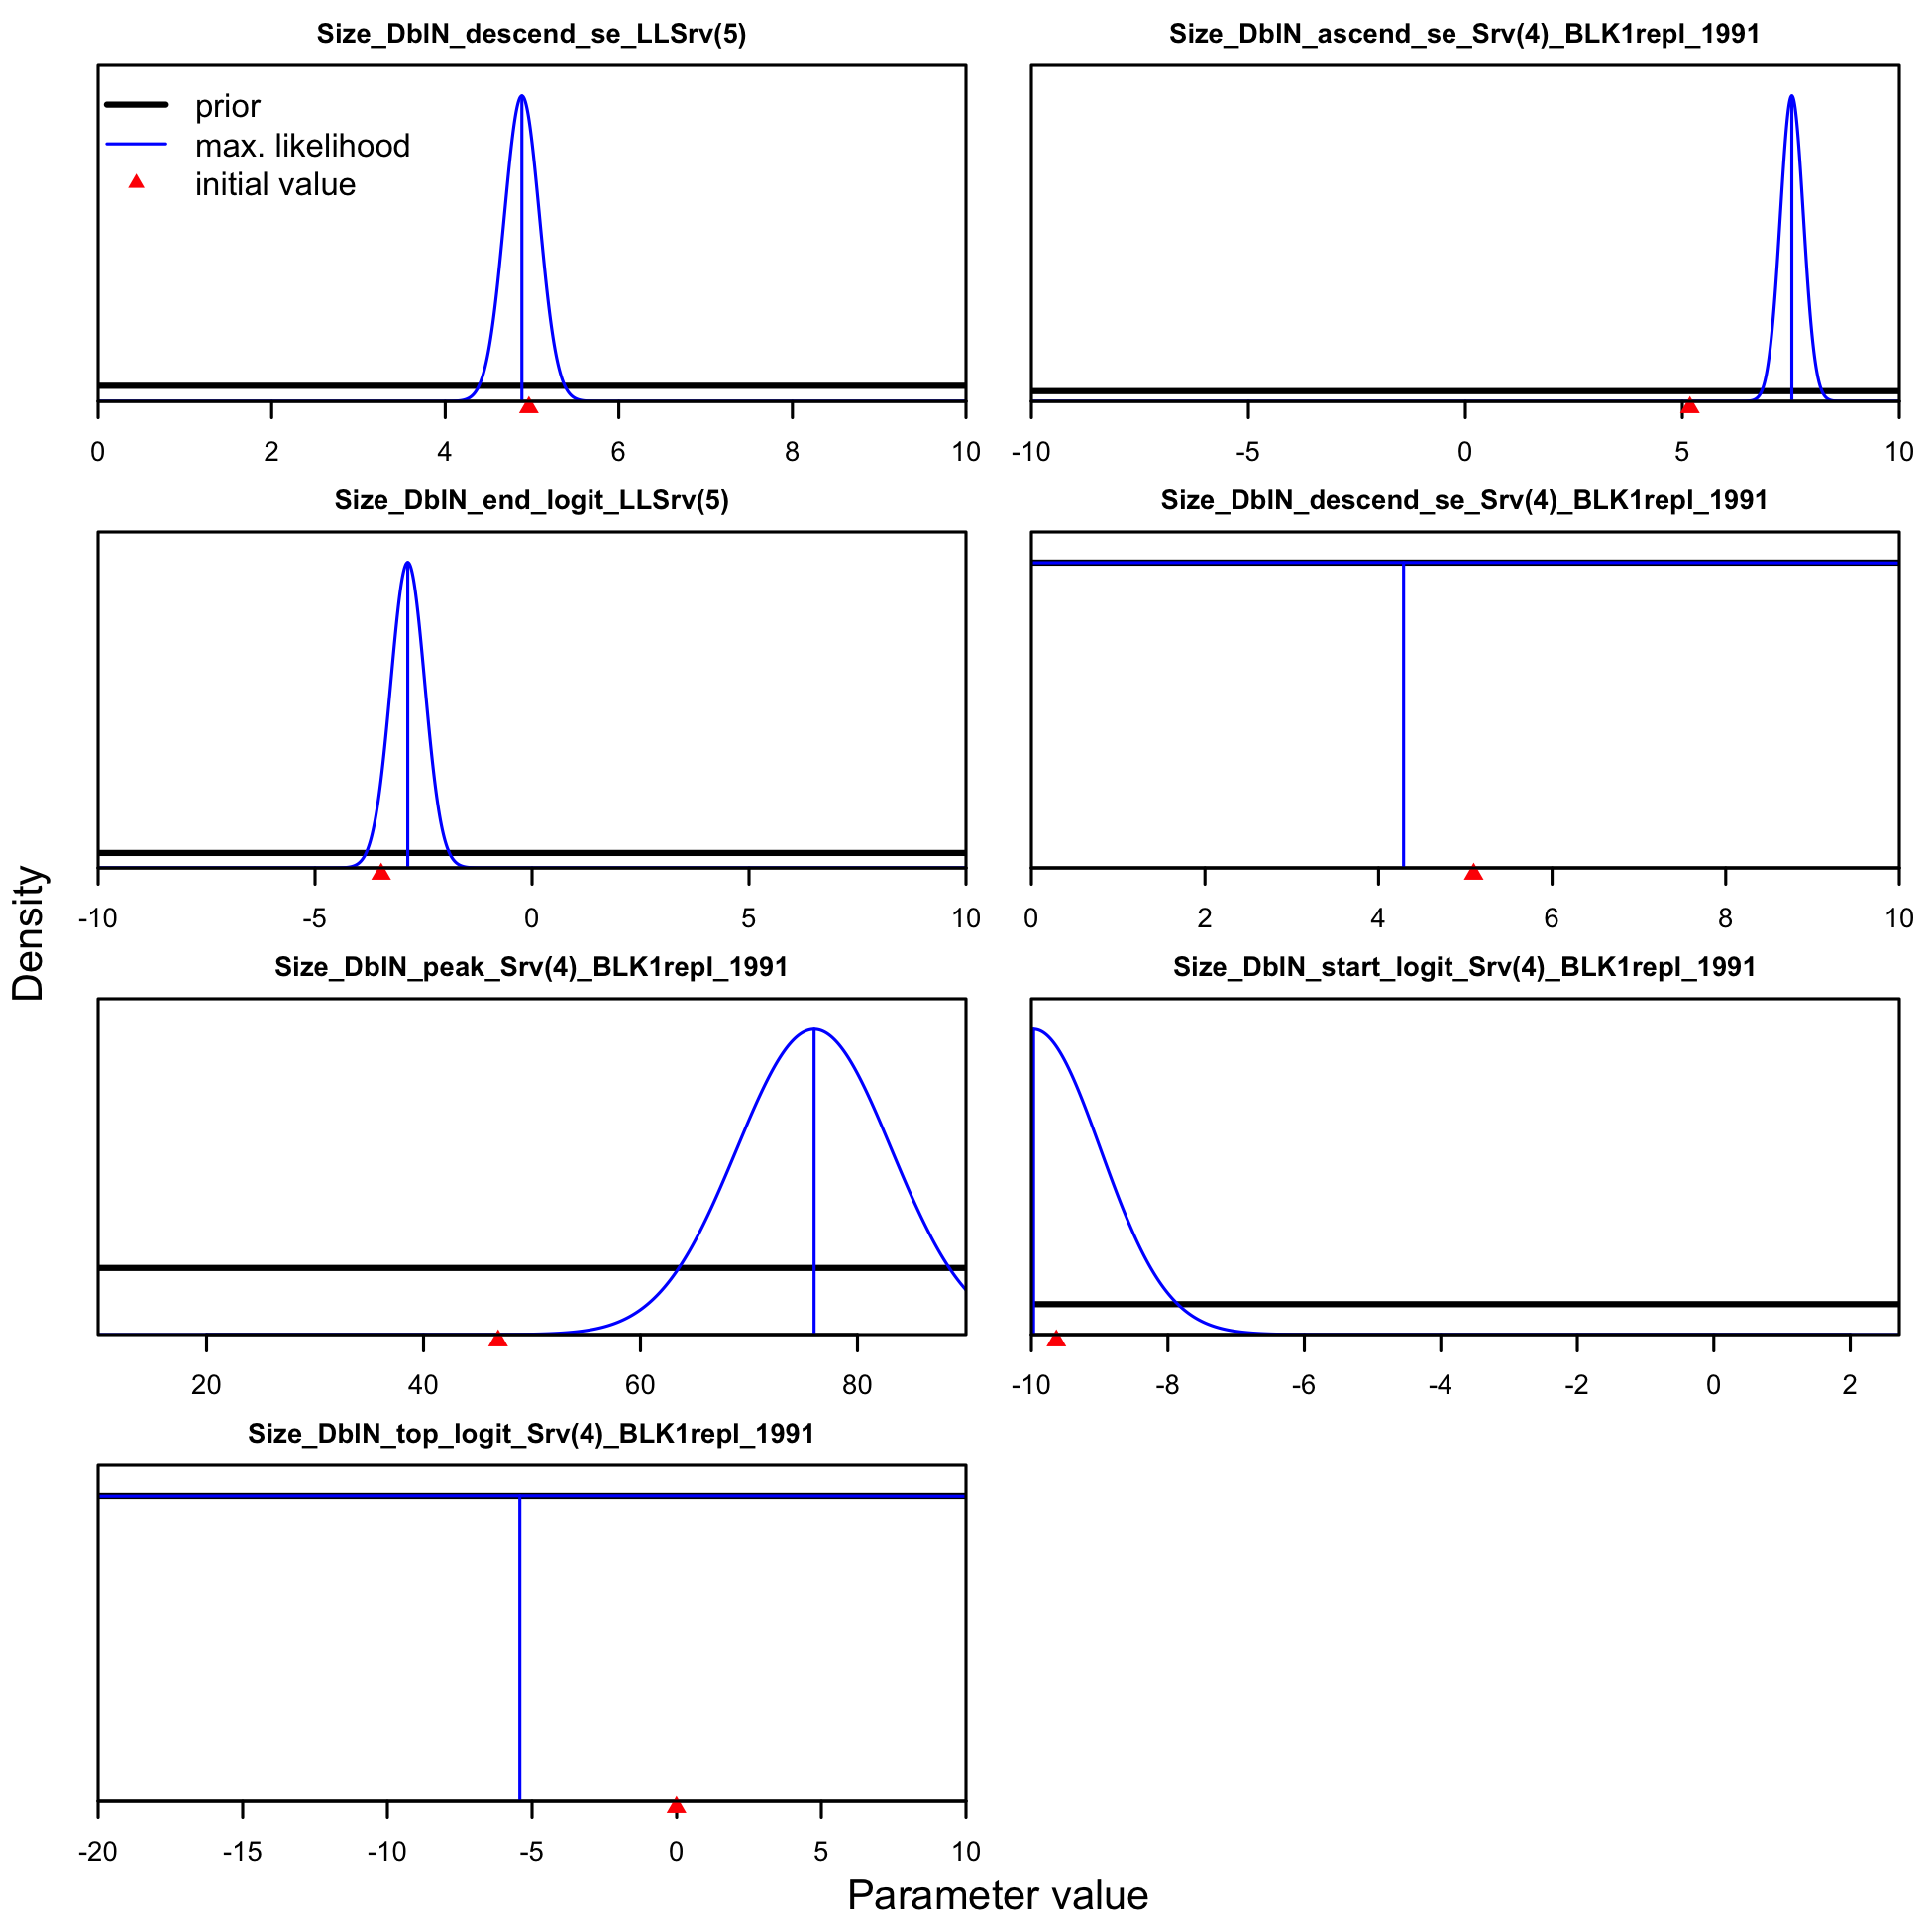 Size_DblN_descend_se_LLSrv(5)
prior
max. likelihood
initial value
0 2 4 6 8 10
Size_DblN_ascend_se_Srv(4)_BLK1repl_1991
-10 -5 0 5 10
Size_DblN_end_logit_LLSrv(5)
-10 -5 0 5 10
Size_DblN_descend_se_Srv(4)_BLK1repl_1991
0 2 4 6 8 10
Size_DblN_peak_Srv(4)_BLK1repl_1991
20 40 60 80
Size_DblN_start_logit_Srv(4)_BLK1repl_1991
-10 -8 -6 -4 -2 0 2
Size_DblN_top_logit_Srv(4)_BLK1repl_1991
-20 -15 -10 -5 0 5 10
Density
Parameter value